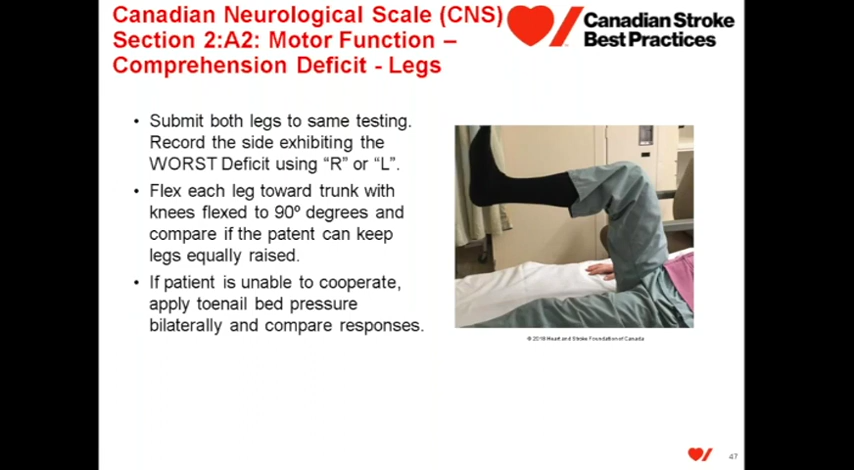 Canadian Neurological Scale (CNS)
Section 2:A2: Motor Function –
Comprehension Deficit - Legs
Canadian Stroke
Best Practices
• Submit both legs to same testing.
Record the side exhibiting the
WORST Deficit using “R” or “L”.
• Flex each leg toward trunk with
knees flexed to 90º degrees and
compare if the patent can keep
legs equally raised.
• If patient is unable to cooperate,
apply toenail bed pressure
bilaterally and compare responses.
© 2018 Heart and Stroke Foundation of Canada
47